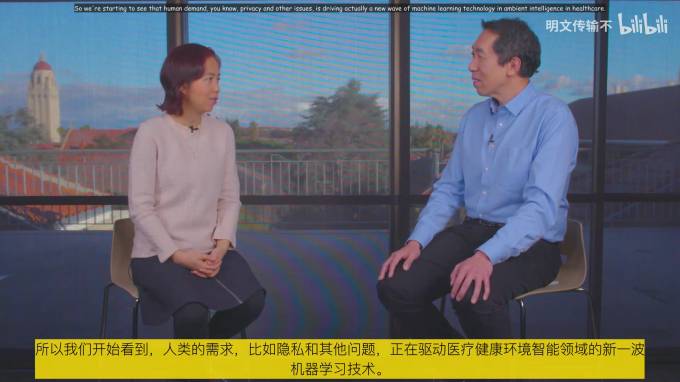 So we're starting to see that human demand, you know, privacy and other issues, is driving actually a new wave of machine learning technology in ambient intelligence in healthcare.
明文传输不 bilibili
所以我们开始看到，人类的需求，比如隐私和其他问题，正在驱动医疗健康环境智能领域的新一波
机器学习技术。